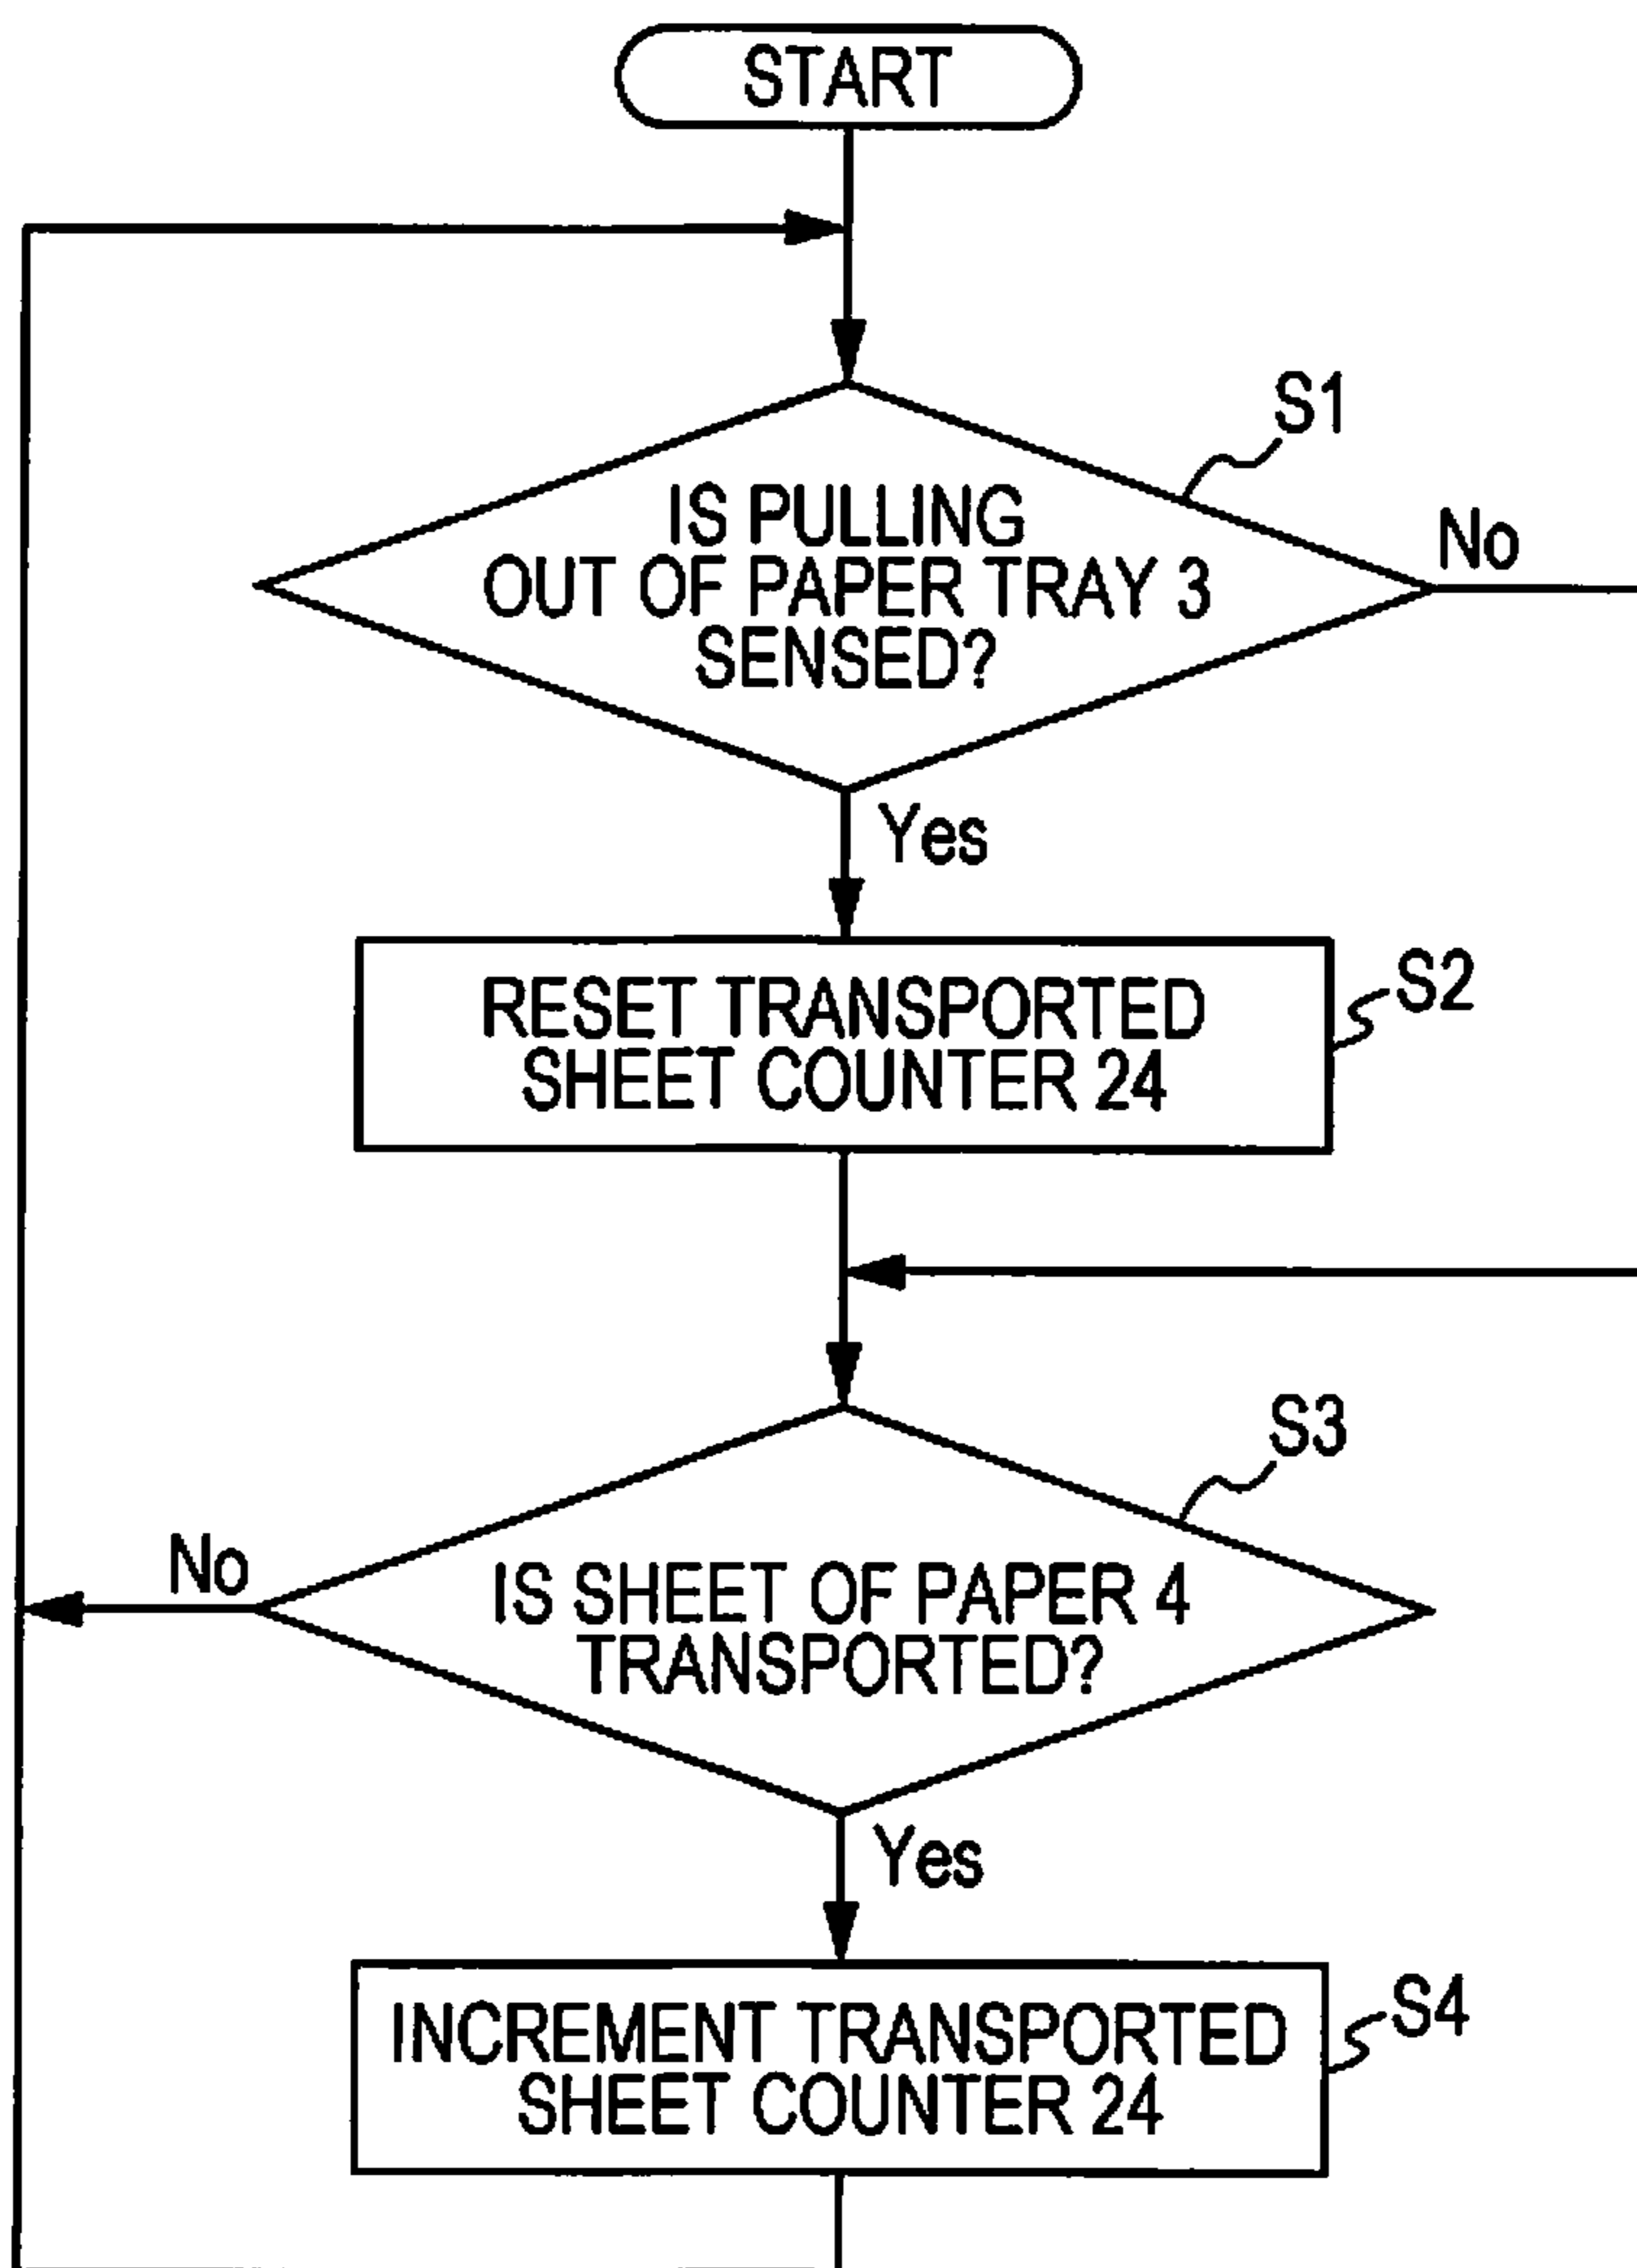 START
S1
IS PULLING
OUT OF PAPER TRAY 3
SENSED?
No
Yes
RESET TRANSPORTED
SHEET COUNTER 24
S2
S3
No
IS SHEET OF PAPER 4
TRANSPORTED?
Yes
INCREMENT TRANSPORTED
SHEET COUNTER 24
S4